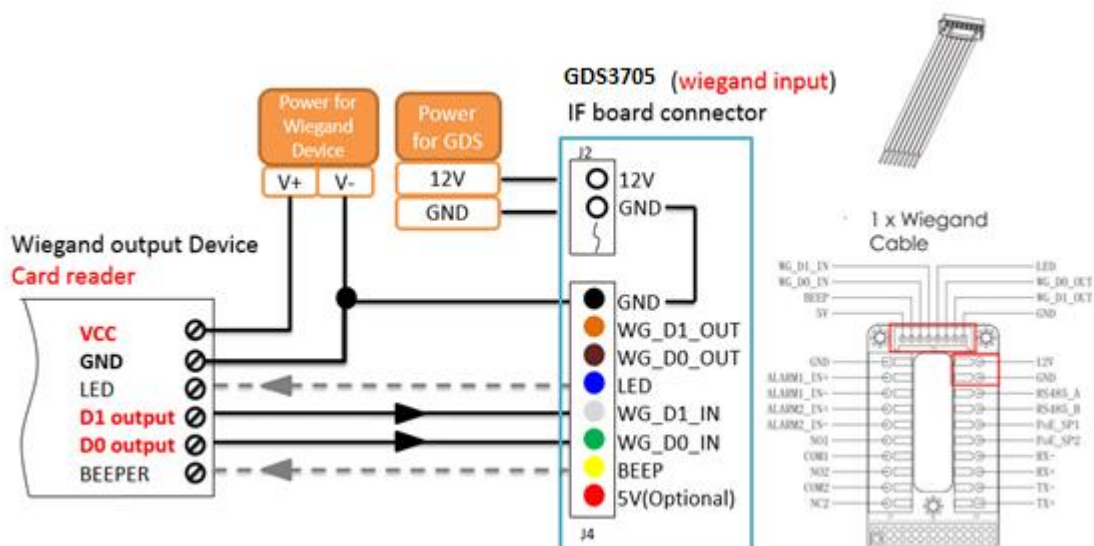 GDS3705 (wiegand input)
IF board connector
Power for
Wiegand
Device
V+ V-
Power
for GDS
12V
GND
J2
12V
GND
Wiegand output Device
Card reader
VCC
GND
LED
D1 output
D0 output
BEEPER
GND
WG_D1_OUT
WG_D0_OUT
LED
WG_D1_IN
WG_D0_IN
BEEP
5V(Optional)
J4
1 x Wiegand
Cable
WG_D1_IN
WG_D0_IN
BEEP
5V
LED
WG_D0_OUT
WG_D1_OUT
GND
GND
ALARM1_IN+
ALARM1_IN-
ALARM2_IN+
ALARM2_IN-
NO1
COM1
NO2
COM2
NC2
12V
GND
RS485_A
RS485_B
PoE_SP1
PoE_SP2
RX-
RX+
TX-
TX+